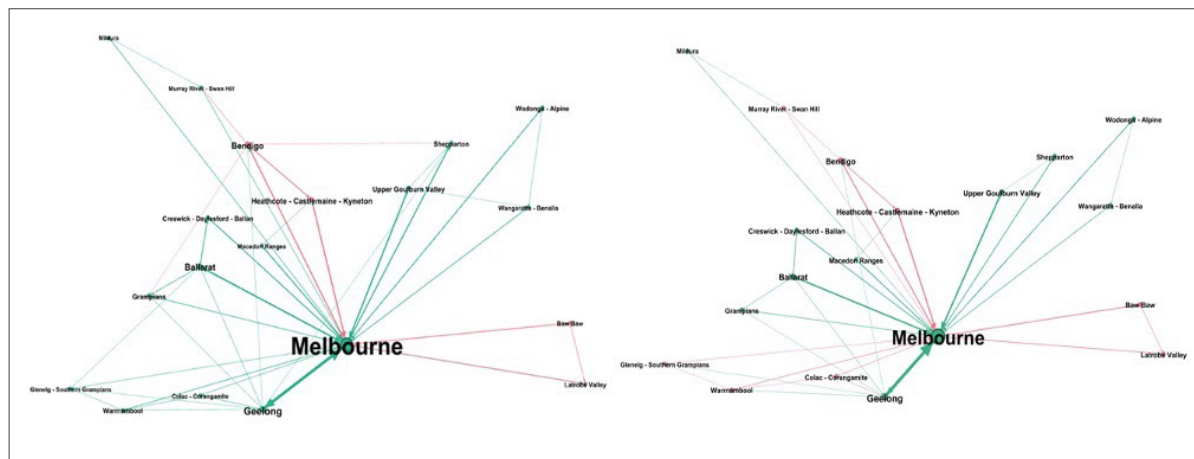 Mildura
Murray River - Swan Hill
Wodonga - Alpine
Bendigo
Shepparton
Upper Goulburn Valley
Heathcote - Castlemaine - Kyneton
Wangaratta - Benalla
Creswick - Daylesford - Ballan
Macedon Ranges
Ballarat
Grampians
Baw Baw
Melbourne
Latrobe Valley
Glenelg - Southern Grampians
Colac - Corangamite
Warrnambool
Geelong
Mildura
Murray River - Swan Hill
Wodonga - Alpine
Shepparton
Bendigo
Upper Goulburn Valley
Wangaratta - Benalla
Heathcote - Castlemaine - Kyneton
Creswick - Daylesford - Ballan
Macedon Ranges
Ballarat
Baw Baw
Grampians
Melbourne
Latrobe Valley
Glenelg - Southern Grampians
Colac - Corangamite
Warrnambool
Geelong